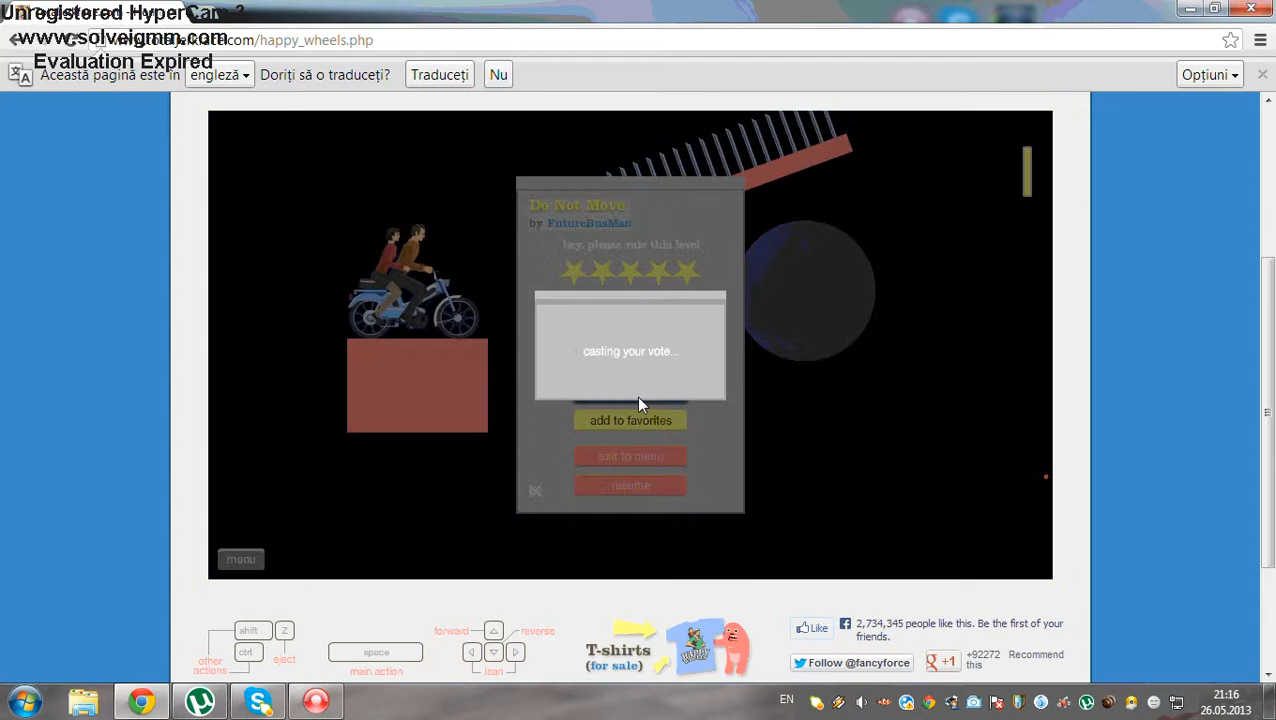 Unregistered HyperCam 2
www.solveigmm.com
Evaluation Expired
.com/happy_wheels.php
Această pagină este în engleză Doriți să o traduceți? Traduceți Nu Opțiuni
Do Not Move
by FutureBusMan
hey, please rate this level
casting your vote...
add to favorites
exit to menu
resume
menu
shift Z
ctrl
other actions
eject
space
main action
forward
reverse
lean
T-shirts
(for sale)
HAPPY
Like 2,734,345 people like this. Be the first of your friends.
Follow @fancyforce
+1 +92272 Recommend this
EN
21:16
26.05.2013